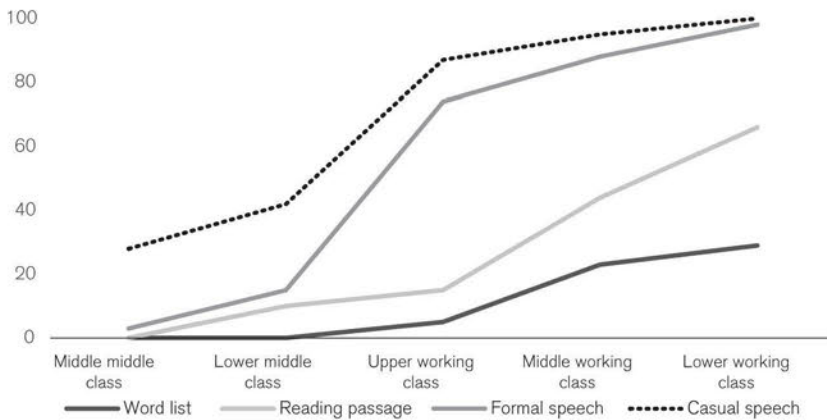 100
80
60
40
20
0
Middle middle class
Lower middle class
Upper working class
Middle working class
Lower working class
Word list
Reading passage
Formal speech
Casual speech